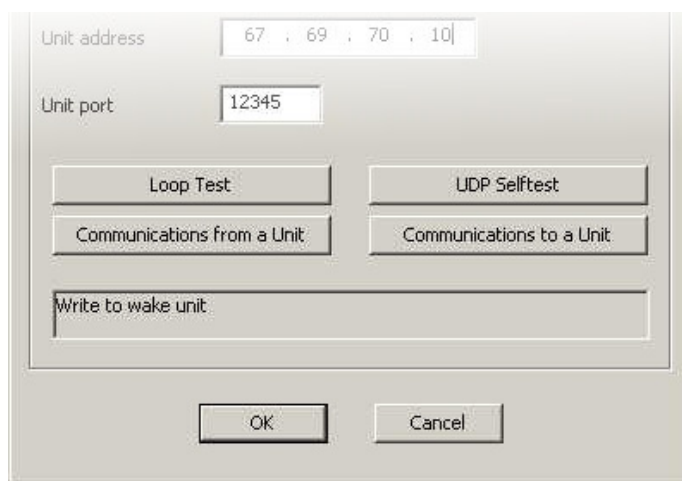 Unit address 67 . 69 . 70 . 10
Unit port 12345
Loop Test UDP Selftest
Communications from a Unit Communications to a Unit
Write to wake unit
OK Cancel